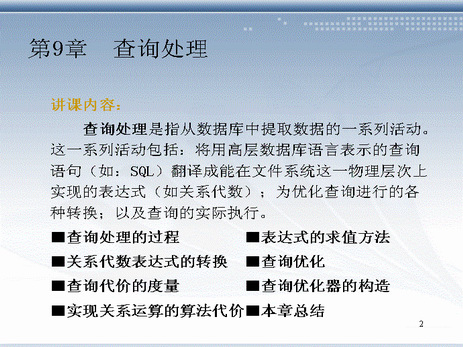 第9章 查询处理
讲课内容：
查询处理是指从数据库中提取数据的一系列活动。
这一系列活动包括：将用高层数据库语言表示的查询
语句（如：SQL）翻译成能在文件系统这一物理层次上
实现的表达式（如关系代数）；为优化查询进行的各
种转换；以及查询的实际执行。
■查询处理的过程 ■表达式的求值方法
■关系代数表达式的转换 ■查询优化
■查询代价的度量 ■查询优化器的构造
■实现关系运算的算法代价■本章总结
2